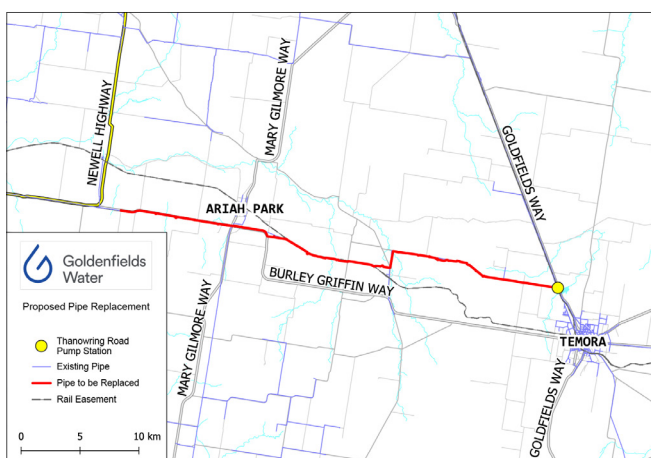 NEWELL HIGHWAY
MARY GILMORE WAY
GOLDFIELDS WAY
ARIAH PARK
BURLEY GRIFFIN WAY
MARY GILMORE WAY
TEMORA
GOLDFIELDS WAY
Goldenfields
Water
Proposed Pipe Replacement
Thanowring Road
Pump Station
Existing Pipe
Pipe to be Replaced
Rail Easement
0 5 10 km